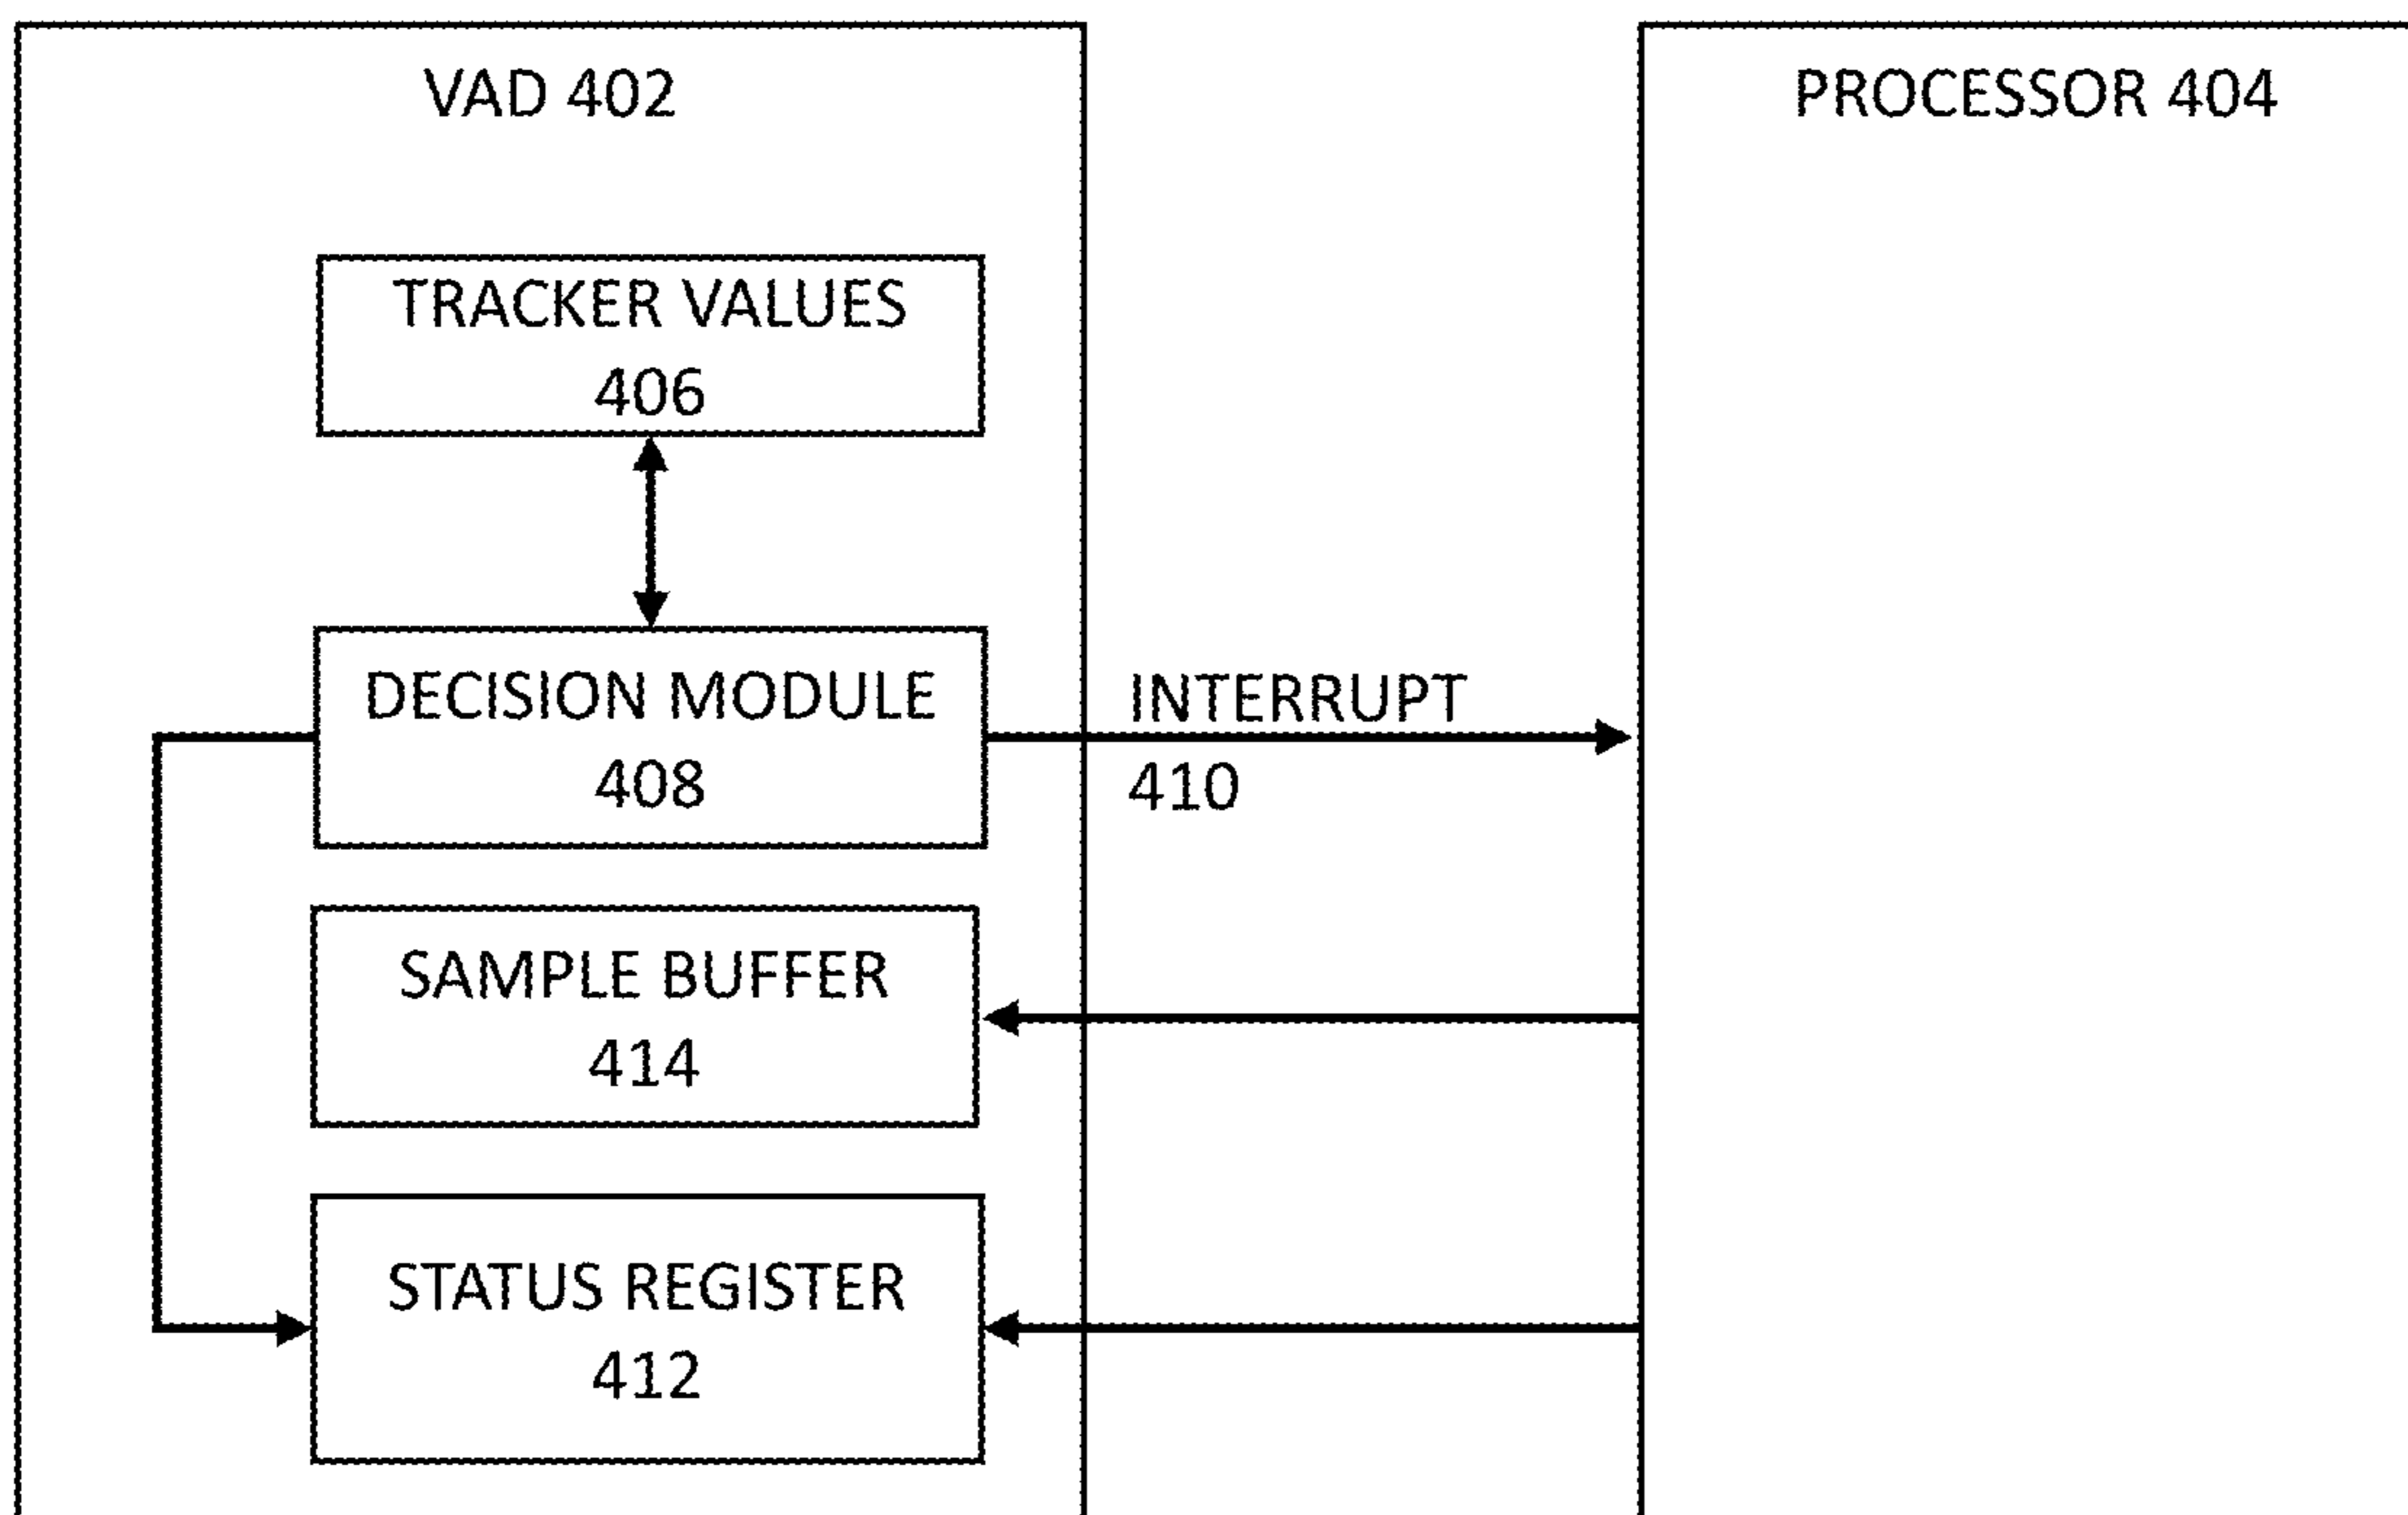 VAD 402
PROCESSOR 404
TRACKER VALUES
406
DECISION MODULE
408
INTERRUPT
410
SAMPLE BUFFER
414
STATUS REGISTER
412